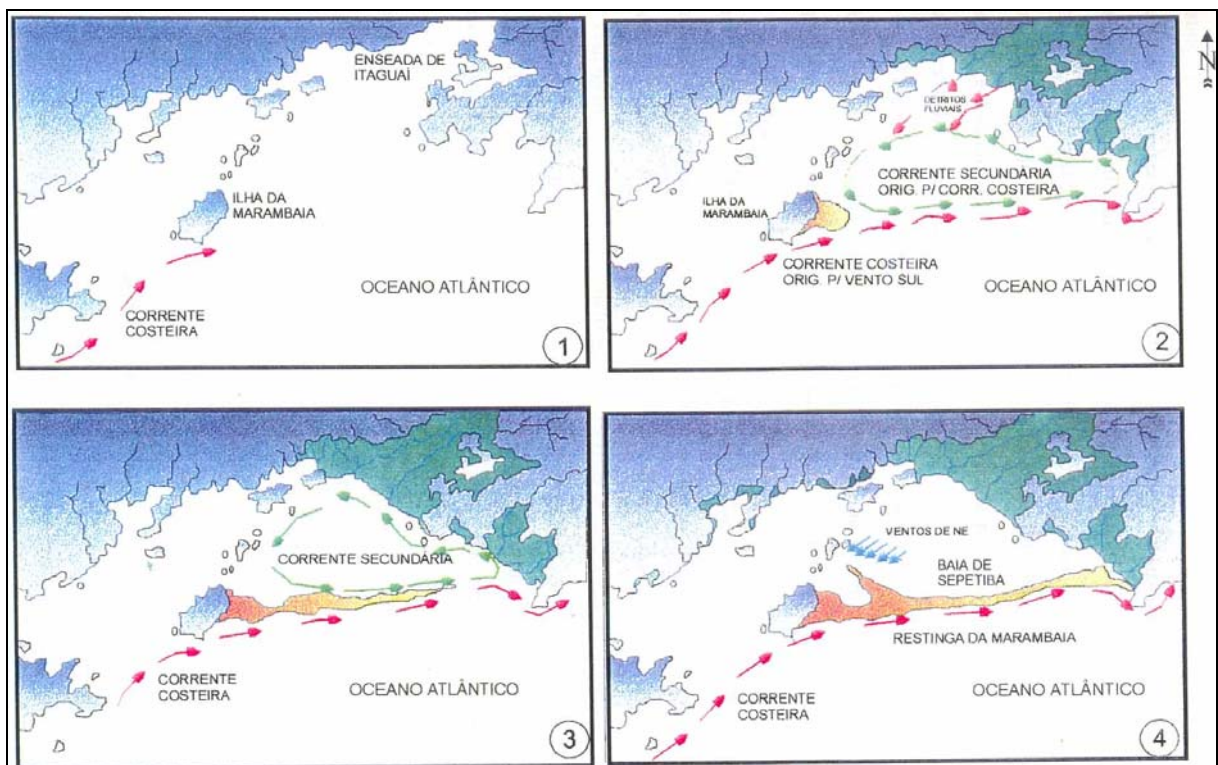 ENSEADA DE
ITAGUAÍ
ILHA DA
MARAMBAIA
OCEANO ATLÂNTICO
CORRENTE
COSTEIRA
1
N
DETRITOS
FLUVIAIS
CORRENTE SECUNDÁRIA
ORIG. P/ CORR. COSTEIRA
ILHA DA
MARAMBAIA
CORRENTE COSTEIRA
ORIG. P/ VENTO SUL
OCEANO ATLÂNTICO
2
CORRENTE SECUNDÁRIA
CORRENTE
COSTEIRA
OCEANO ATLÂNTICO
3
VENTOS DE NE
BAIA DE
SEPETIBA
RESTINGA DA MARAMBAIA
CORRENTE
COSTEIRA
OCEANO ATLÂNTICO
4